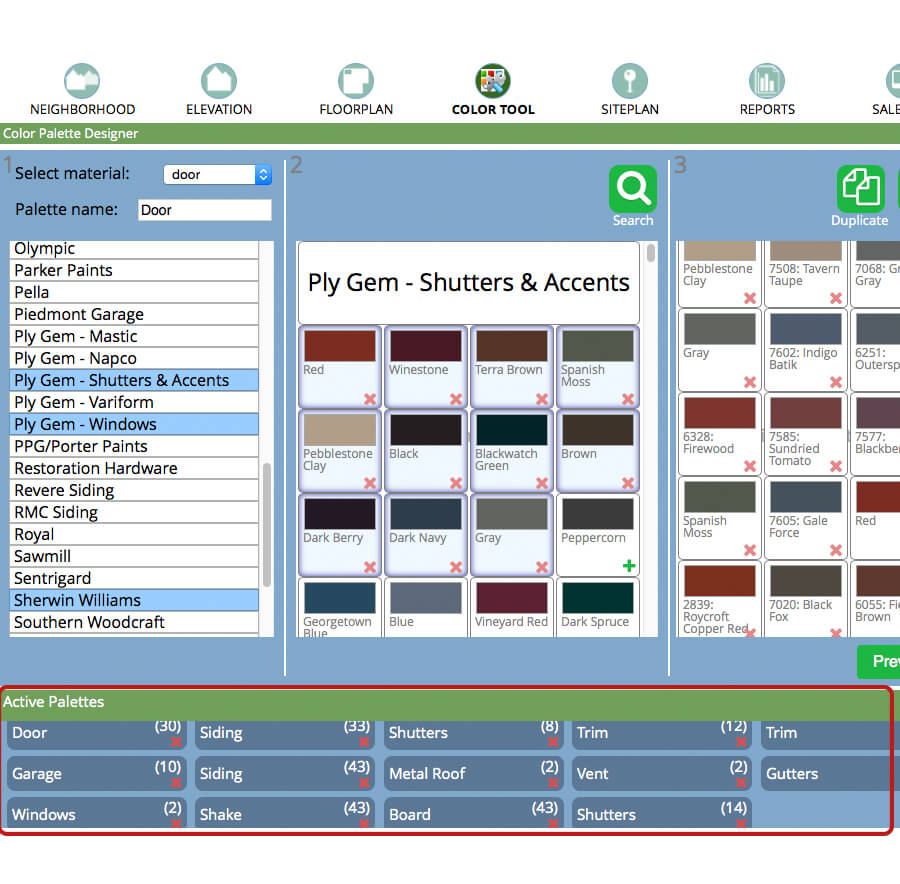 NEIGHBORHOOD
ELEVATION
FLOORPLAN
COLOR TOOL
SITEPLAN
REPORTS
SALE
Color Palette Designer
1
Select material:
door
Palette name:
Door
Olympic
Parker Paints
Pella
Piedmont Garage
Ply Gem - Mastic
Ply Gem - Napco
Ply Gem - Shutters & Accents
Ply Gem - Variform
Ply Gem - Windows
PPG/Porter Paints
Restoration Hardware
Revere Siding
RMC Siding
Royal
Sawmill
Sentrigard
Sherwin Williams
Southern Woodcraft
2
Search
Ply Gem - Shutters & Accents
Red
Winestone
Terra Brown
Spanish
Moss
Pebblestone
Clay
Black
Blackwatch
Green
Brown
Dark Berry
Dark Navy
Gray
Peppercorn
Georgetown
Blue
Blue
Vineyard Red
Dark Spruce
3
Duplicate
Pebblestone
Clay
7508: Tavern
Taupe
7068: Gr
Gray
Gray
7602: Indigo
Batik
6251:
Outersp
6328:
Firewood
7585:
Sundried
Tomato
7577:
Blackbe
Spanish
Moss
7605: Gale
Force
Red
2839:
Roycroft
Copper Red
7020: Black
Fox
6055: Fi
Brown
Prev
Active Palettes
Door (30)
Siding (33)
Shutters (8)
Trim (12)
Trim
Garage (10)
Siding (43)
Metal Roof (2)
Vent (2)
Gutters
Windows (2)
Shake (43)
Board (43)
Shutters (14)